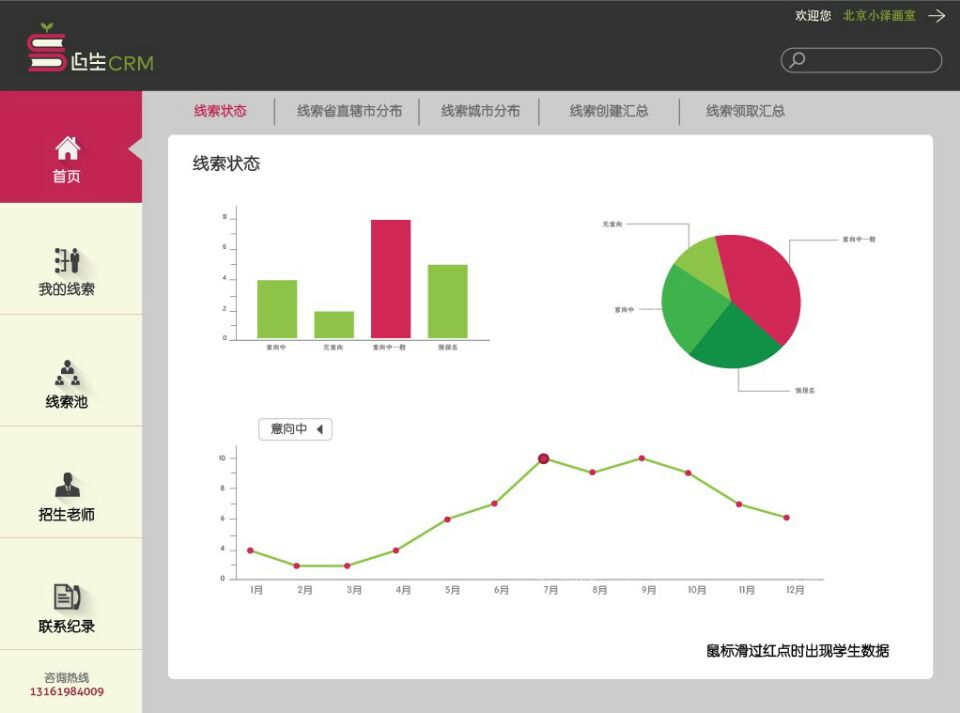 欢迎您 北京小泽画室
生CRM
首页
我的线索
线索池
招生老师
联系纪录
咨询热线
13161984009
线索状态 线索省直辖市分布 线索城市分布 线索创建汇总 线索领取汇总
线索状态
8
6
4
2
0
意向中 无意向 意向中一般 预报名
无意向
意向中一般
意向中
预报名
意向中
10
8
6
4
0
1月 2月 3月 4月 5月 6月 7月 8月 9月 10月 11月 12月
鼠标滑过红点时出现学生数据